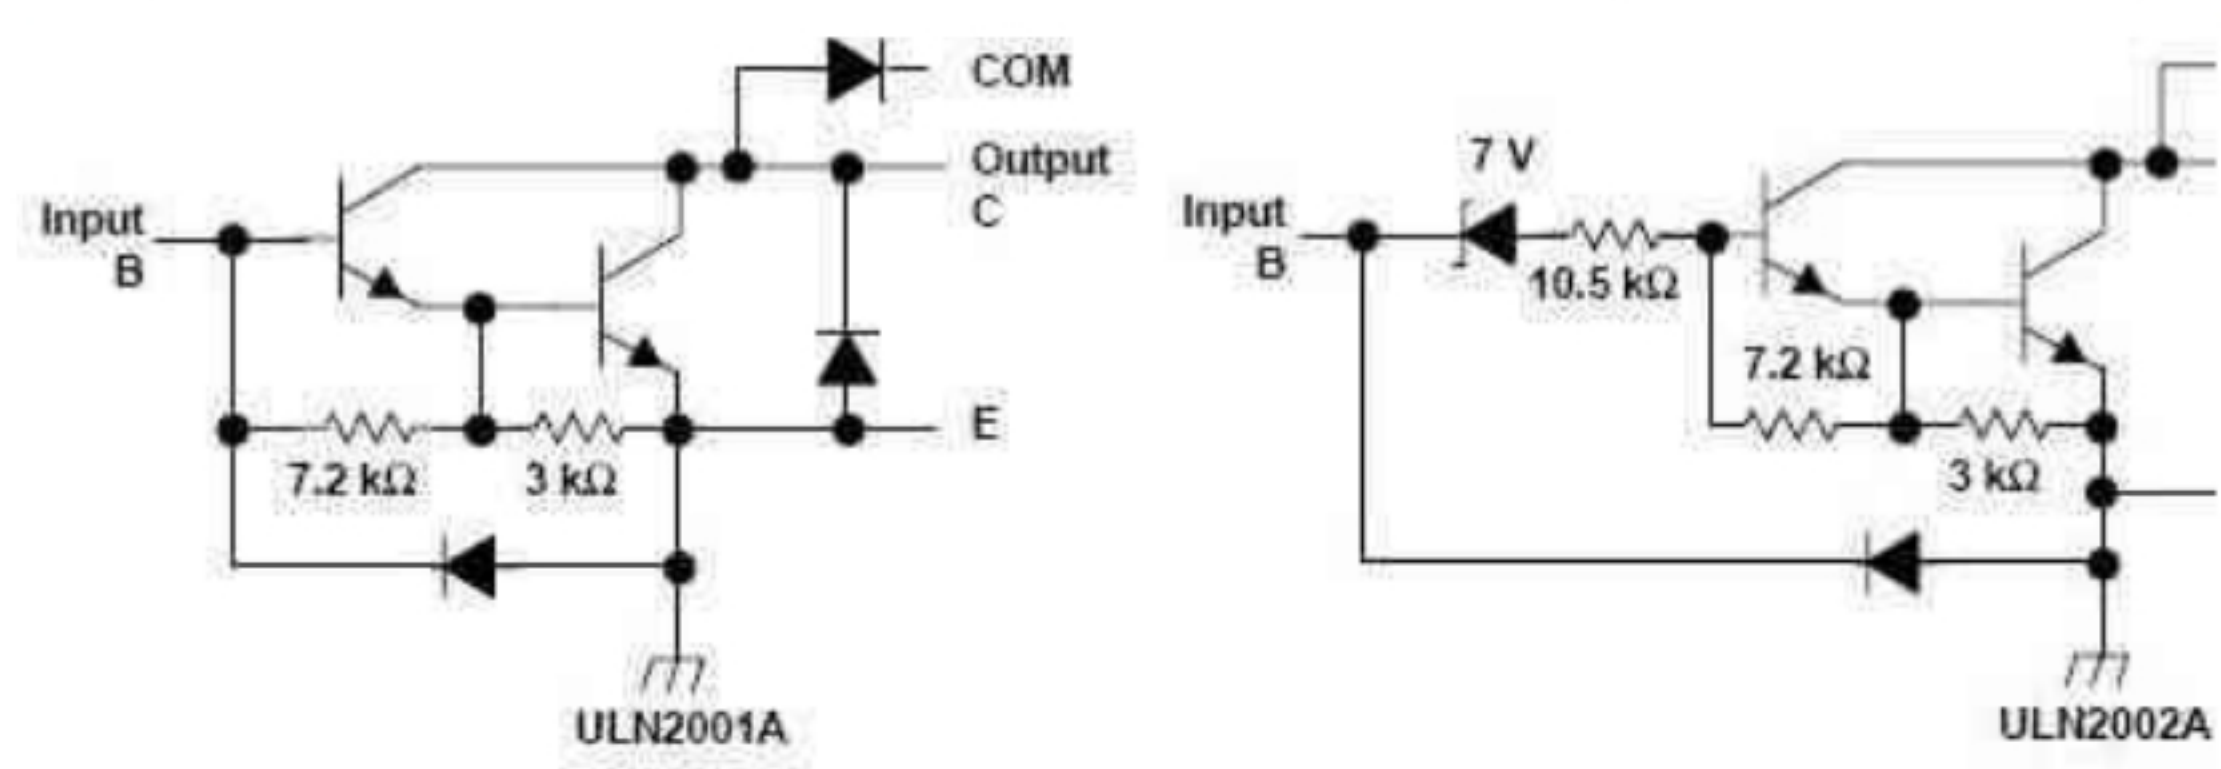 COM
Output
C
Input
B
E
7.2 kΩ
3 kΩ
ULN2001A
7 V
Input
B
10.5 kΩ
7.2 kΩ
3 kΩ
ULN2002A